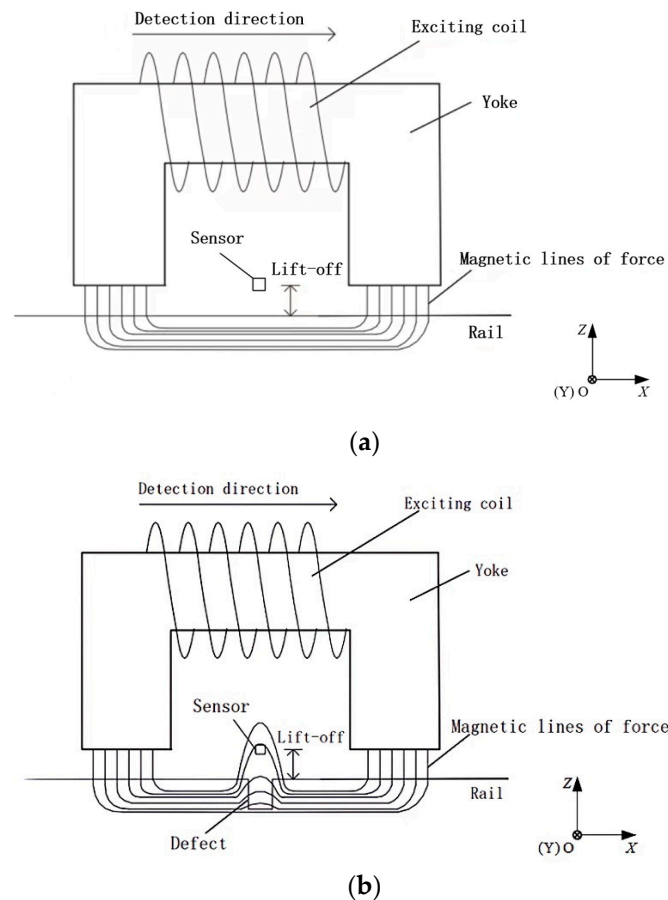 Detection direction
Exciting coil
Yoke
Sensor
Lift-off
Magnetic lines of force
Rail
Z
(Y) O
X
(a)
Detection direction
Exciting coil
Yoke
Sensor
Lift-off
Magnetic lines of force
Rail
Defect
Z
(Y) O
X
(b)